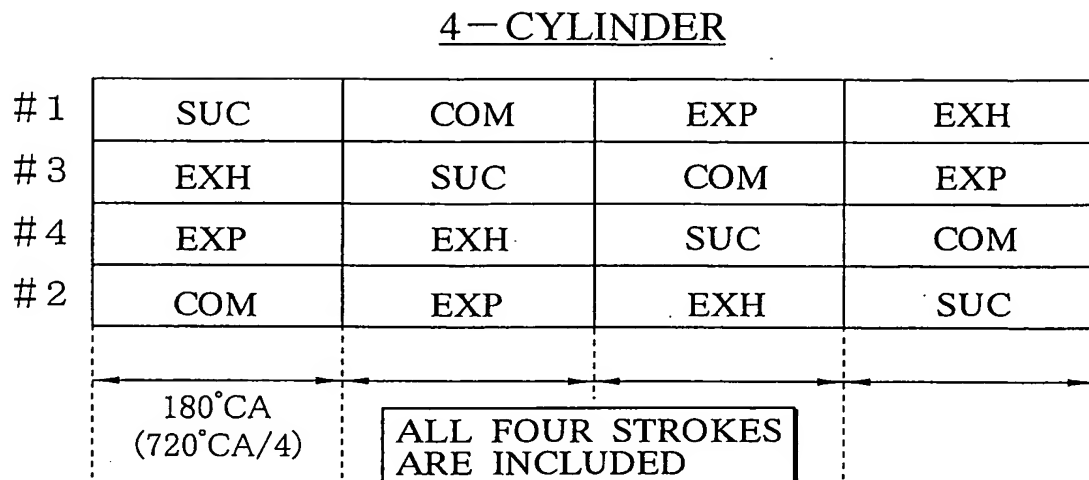 4-CYLINDER
#1 SUC COM EXP EXH
#3 EXH SUC COM EXP
#4 EXP EXH SUC COM
#2 COM EXP EXH SUC
180°CA
(720°CA/4)
ALL FOUR STROKES
ARE INCLUDED